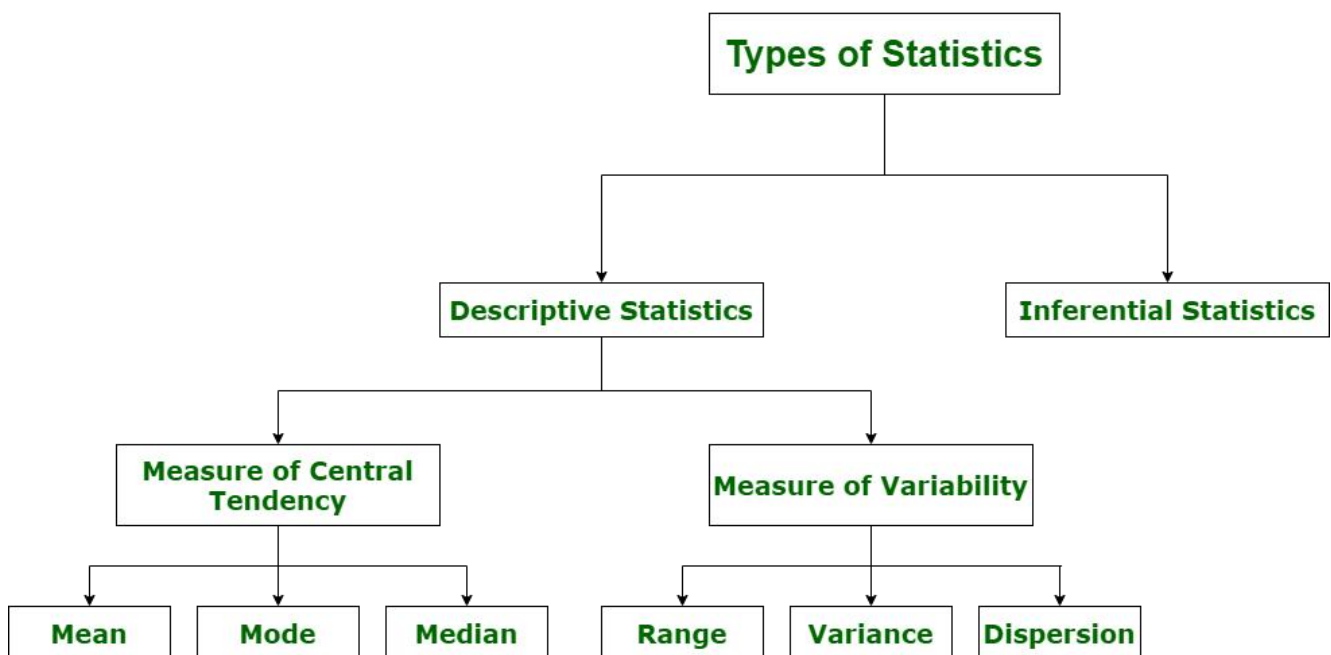 Types of Statistics
Descriptive Statistics
Inferential Statistics
Measure of Central
Tendency
Measure of Variability
Mean
Mode
Median
Range
Variance
Dispersion